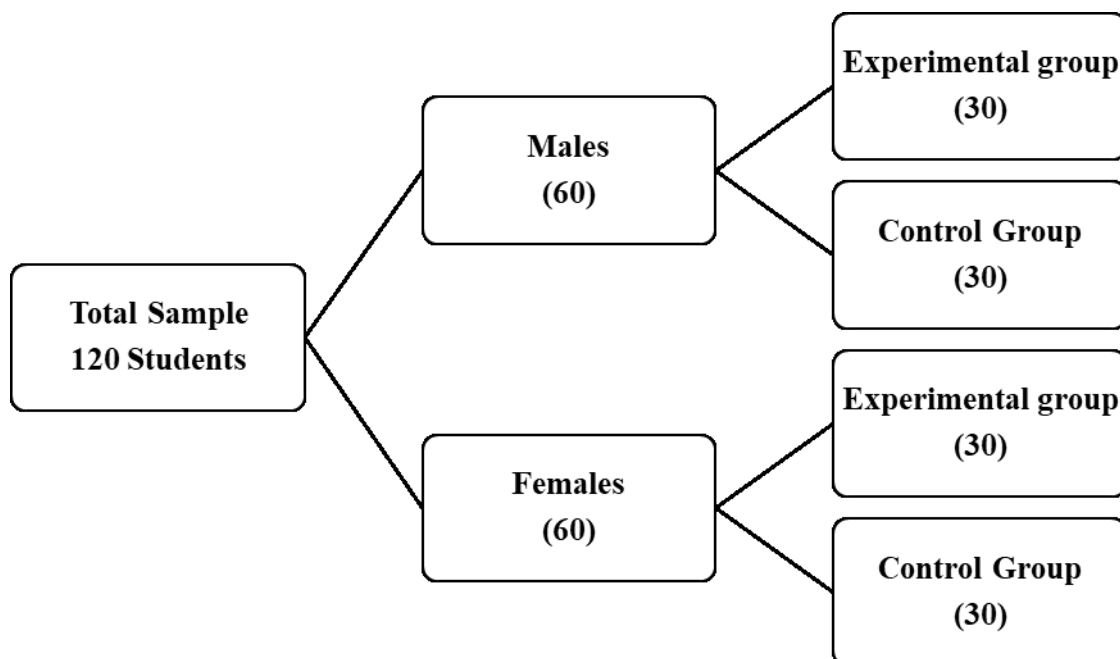 Total Sample
120 Students
Males
(60)
Experimental group
(30)
Control Group
(30)
Females
(60)
Experimental group
(30)
Control Group
(30)